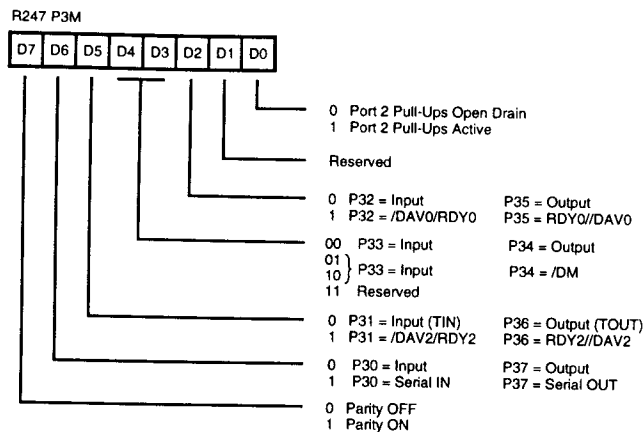 R247 P3M
D7 D6 D5 D4 D3 D2 D1 D0
0 Port 2 Pull-Ups Open Drain
1 Port 2 Pull-Ups Active
Reserved
0 P32 = Input P35 = Output
1 P32 = /DAV0/RDY0 P35 = RDY0//DAV0
00 P33 = Input P34 = Output
01
10 } P33 = Input P34 = /DM
11 Reserved
0 P31 = Input (TIN) P36 = Output (TOUT)
1 P31 = /DAV2/RDY2 P36 = RDY2//DAV2
0 P30 = Input P37 = Output
1 P30 = Serial IN P37 = Serial OUT
0 Parity OFF
1 Parity ON